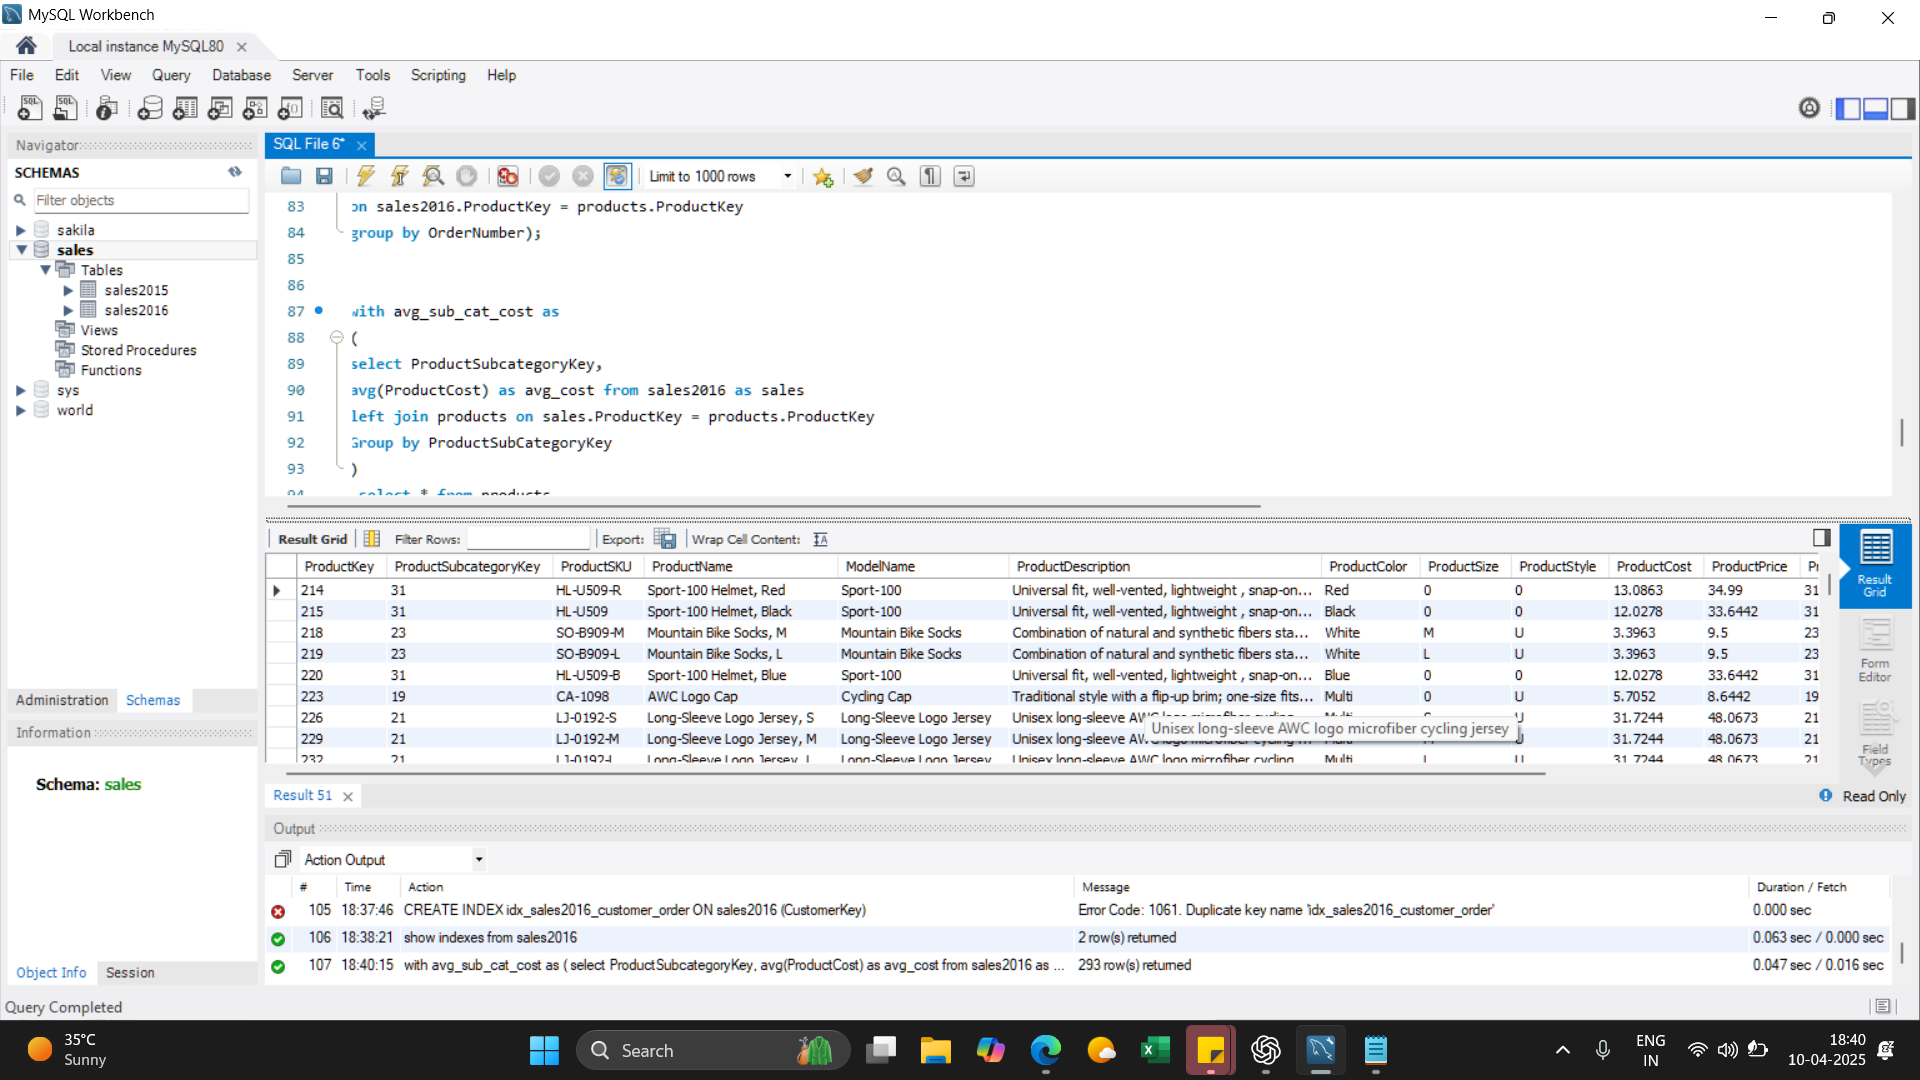 MySQL Workbench
Local instance MySQL80
File Edit View Query Database Server Tools Scripting Help
Navigator
SCHEMAS
Filter objects
sakila
sales
Tables
sales2015
sales2016
Views
Stored Procedures
Functions
sys
world
Administration Schemas
Information
Schema: sales
Object Info Session
Query Completed
SQL File 6*
Limit to 1000 rows
83 on sales2016.ProductKey = products.ProductKey
84 group by OrderNumber);
85
86
87 with avg_sub_cat_cost as
88 (
89 select ProductSubcategoryKey,
90 avg(ProductCost) as avg_cost from sales2016 as sales
91 left join products on sales.ProductKey = products.ProductKey
92 Group by ProductSubCategoryKey
93 )
94 select * from products
Result Grid Filter Rows: Export: Wrap Cell Content:
ProductKey ProductSubcategoryKey ProductSKU ProductName ModelName ProductDescription ProductColor ProductSize ProductStyle ProductCost ProductPrice
214 31 HL-U509-R Sport-100 Helmet, Red Sport-100 Universal fit, well-vented, lightweight , snap-on... Red 0 0 13.0863 34.99 31
215 31 HL-U509 Sport-100 Helmet, Black Sport-100 Universal fit, well-vented, lightweight , snap-on... Black 0 0 12.0278 33.6442 31
218 23 SO-B909-M Mountain Bike Socks, M Mountain Bike Socks Combination of natural and synthetic fibers sta... White M U 3.3963 9.5 23
219 23 SO-B909-L Mountain Bike Socks, L Mountain Bike Socks Combination of natural and synthetic fibers sta... White L U 3.3963 9.5 23
220 31 HL-U509-B Sport-100 Helmet, Blue Sport-100 Universal fit, well-vented, lightweight , snap-on... Blue 0 0 12.0278 33.6442 31
223 19 CA-1098 AWC Logo Cap Cycling Cap Traditional style with a flip-up brim; one-size fits... Multi 0 U 5.7052 8.6442 19
226 21 LJ-0192-S Long-Sleeve Logo Jersey, S Long-Sleeve Logo Jersey Unisex long-sleeve AWC logo microfiber cycling Multi S U 31.7244 48.0673 21
Unisex long-sleeve AWC logo microfiber cycling jersey
229 21 LJ-0192-M Long-Sleeve Logo Jersey, M Long-Sleeve Logo Jersey Unisex long-sleeve M U 31.7244 48.0673 21
232 21 LJ-0192-L Long-Sleeve Logo Jersey, L Long-Sleeve Logo Jersey Unisex long-sleeve AWC logo microfiber cycling Multi L U 31.7244 48.0673 21
Result Grid
Form Editor
Field Types
Result 51
Read Only
Output
Action Output
# Time Action Message Duration / Fetch
105 18:37:46 CREATE INDEX idx_sales2016_customer_order ON sales2016 (CustomerKey) Error Code: 1061. Duplicate key name 'idx_sales2016_customer_order' 0.000 sec
106 18:38:21 show indexes from sales2016 2 row(s) returned 0.063 sec / 0.000 sec
107 18:40:15 with avg_sub_cat_cost as ( select ProductSubcategoryKey, avg(ProductCost) as avg_cost from sales2016 as ... 293 row(s) returned 0.047 sec / 0.016 sec
35°C
Sunny
Search
ENG
IN
18:40
10-04-2025